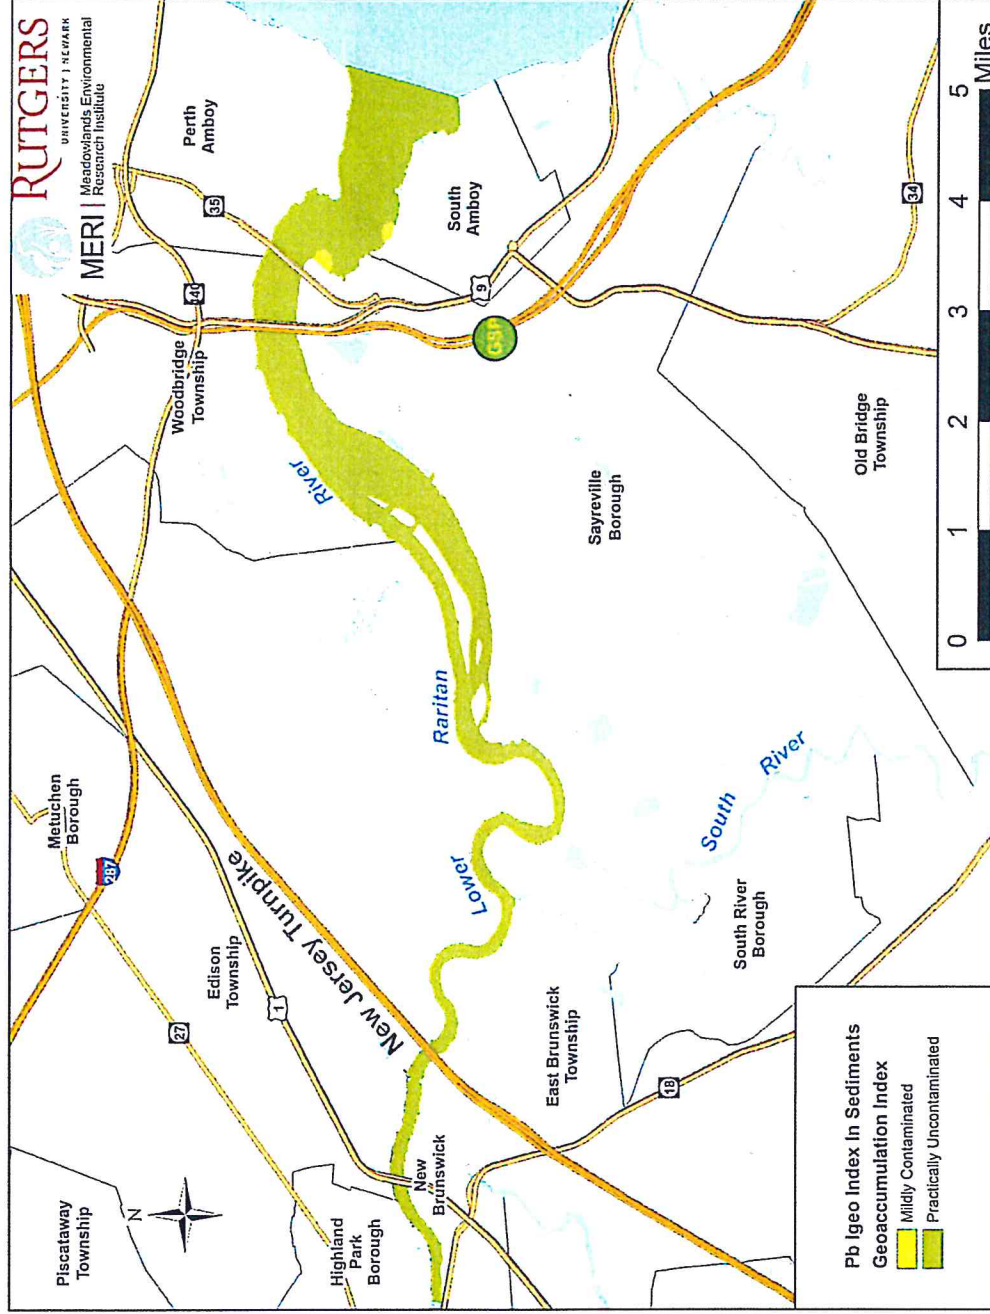 RUTGERS
UNIVERSITY | NEWARK
MERI | Meadowlands Environmental
Research Institute
Piscataway
Township
N
Metuchen
Borough
287
27
Edison
Township
1
New Jersey Turnpike
Highland
Park
Borough
New
Brunswick
Woodbridge
Township
440
Perth
Amboy
35
South
Amboy
9
GSP
Lower
Raritan
River
Sayreville
Borough
South
River
South River
Borough
East Brunswick
Township
18
Old Bridge
Township
34
Pb Igeo Index In Sediments
Geoaccumulation Index
Mildly Contaminated
Practically Uncontaminated
0 1 2 3 4 5
Miles